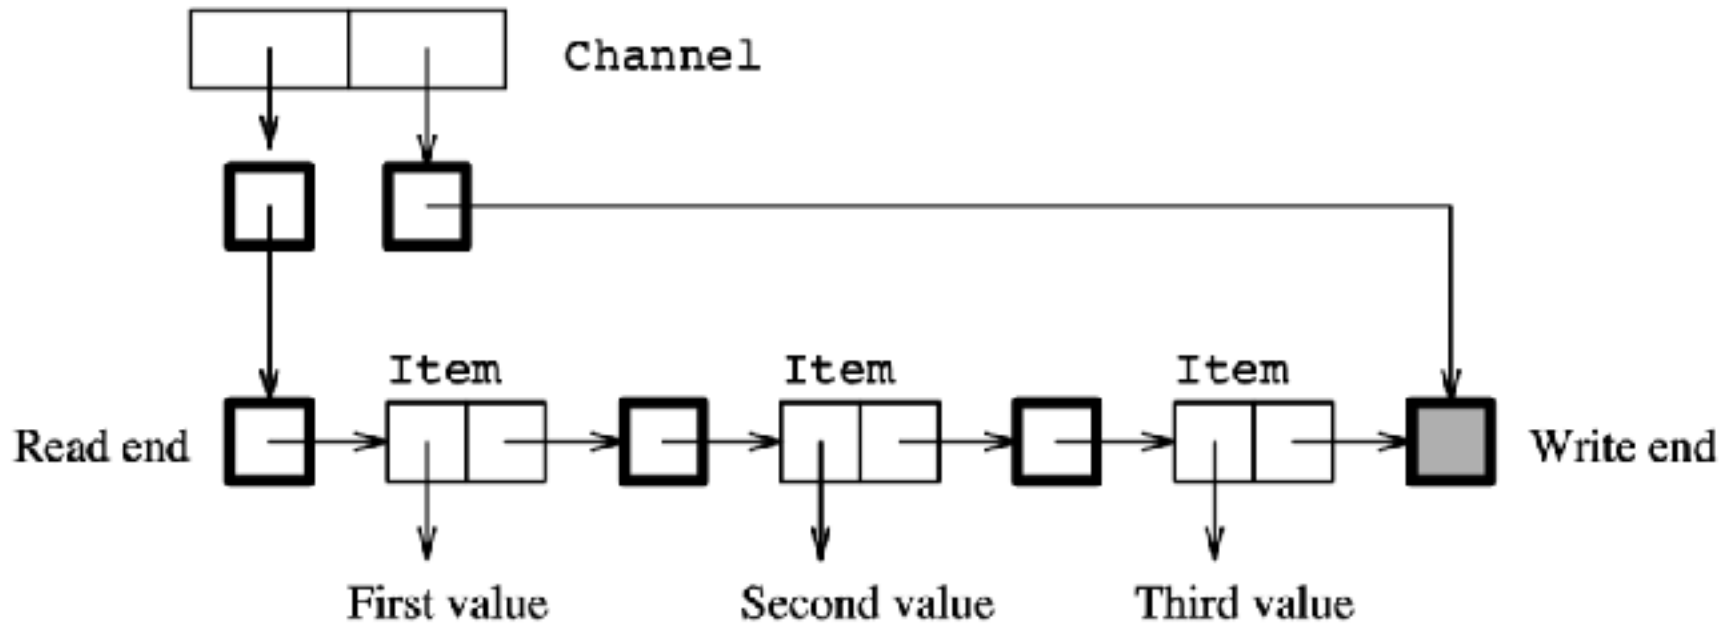 Channel
Item Item Item
Read end Write end
First value Second value Third value